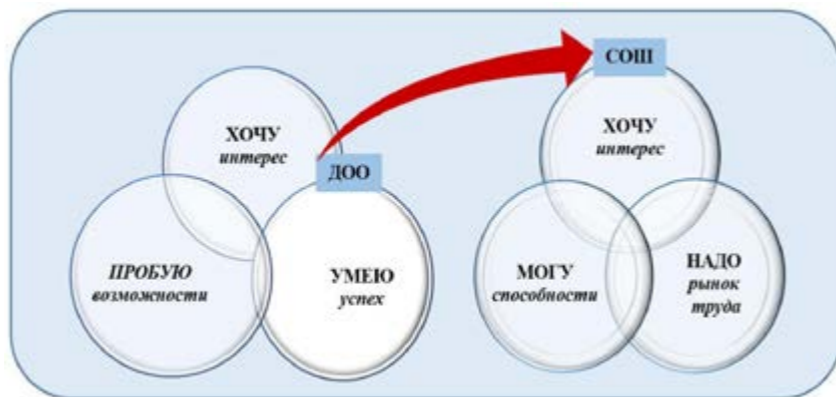 СОШ
ХОЧУ
интерес
ДОО
ПРОБУЮ
возможности
УМЕЮ
успех
ХОЧУ
интерес
МОГУ
способности
НАДО
рынок
труда